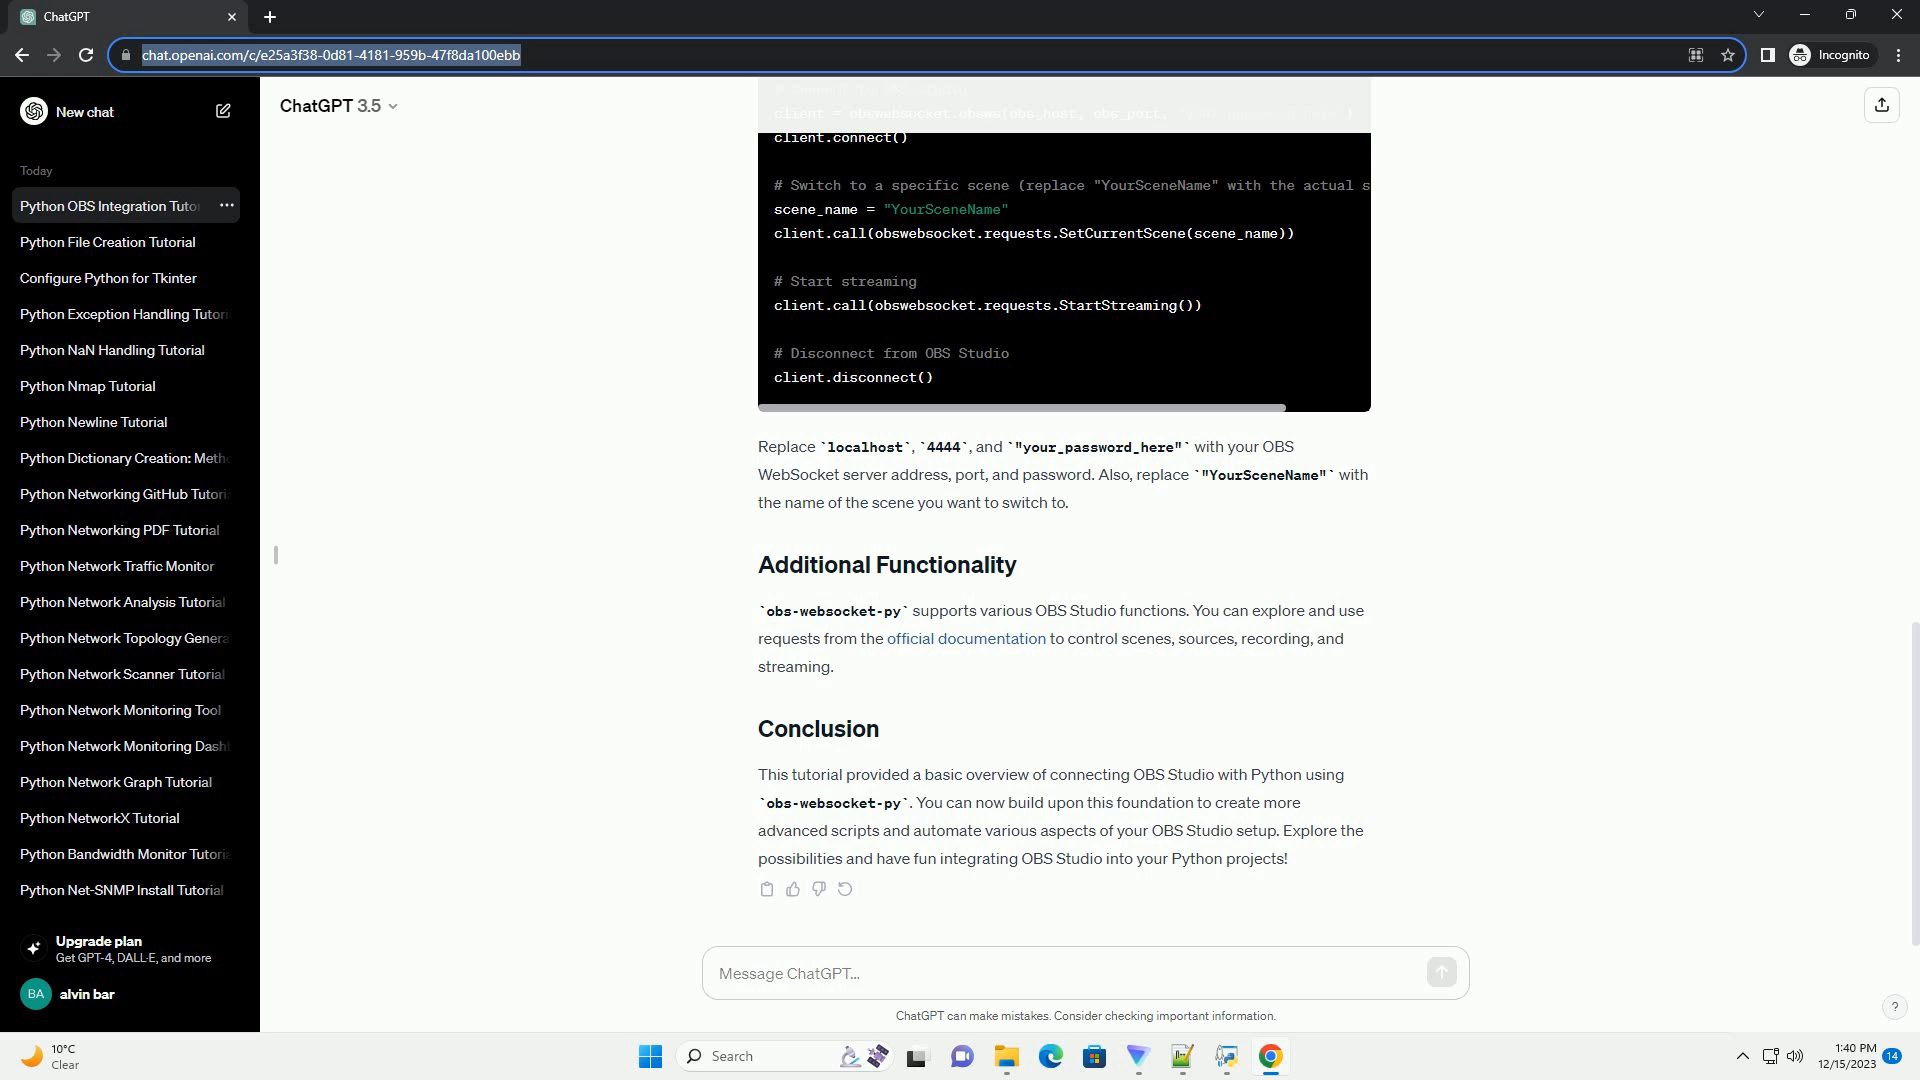 ChatGPT
chat.openai.com/c/e25a3f38-0d81-4181-959b-47f8da100ebb
Incognito
New chat
Today
Python OBS Integration Tutor
Python File Creation Tutorial
Configure Python for Tkinter
Python Exception Handling Tutori
Python NaN Handling Tutorial
Python Nmap Tutorial
Python Newline Tutorial
Python Dictionary Creation: Meth
Python Networking GitHub Tutori
Python Networking PDF Tutorial
Python Network Traffic Monitor
Python Network Analysis Tutorial
Python Network Topology Genera
Python Network Scanner Tutorial
Python Network Monitoring Tool
Python Network Monitoring Dash
Python Network Graph Tutorial
Python NetworkX Tutorial
Python Bandwidth Monitor Tutoria
Python Net-SNMP Install Tutorial
Upgrade plan
Get GPT-4, DALL·E, and more
BA alvin bar
ChatGPT 3.5
client = obswebsocket.obsws(obs_host, obs_port,
client.connect()
# Switch to a specific scene (replace "YourSceneName" with the actual s
scene_name = "YourSceneName"
client.call(obswebsocket.requests.SetCurrentScene(scene_name))
# Start streaming
client.call(obswebsocket.requests.StartStreaming())
# Disconnect from OBS Studio
client.disconnect()
Replace `localhost`, `4444`, and `"your_password_here"` with your OBS
WebSocket server address, port, and password. Also, replace `"YourSceneName"` with
the name of the scene you want to switch to.
Additional Functionality
`obs-websocket-py` supports various OBS Studio functions. You can explore and use
requests from the official documentation to control scenes, sources, recording, and
streaming.
Conclusion
This tutorial provided a basic overview of connecting OBS Studio with Python using
`obs-websocket-py`. You can now build upon this foundation to create more
advanced scripts and automate various aspects of your OBS Studio setup. Explore the
possibilities and have fun integrating OBS Studio into your Python projects!
Message ChatGPT...
ChatGPT can make mistakes. Consider checking important information.
?
10°C
Clear
Search
1:40 PM
12/15/2023
14